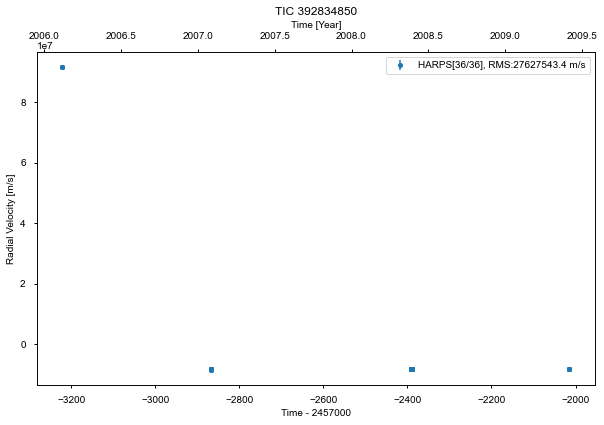 TIC 392834850
Time [Year]
2006.0 2006.5 2007.0 2007.5 2008.0 2008.5 2009.0 2009.5
1e7
HARPS[36/36], RMS:27627543.4 m/s
8
6
4
2
0
Radial Velocity [m/s]
−3200 −3000 −2800 −2600 −2400 −2200 −2000
Time - 2457000